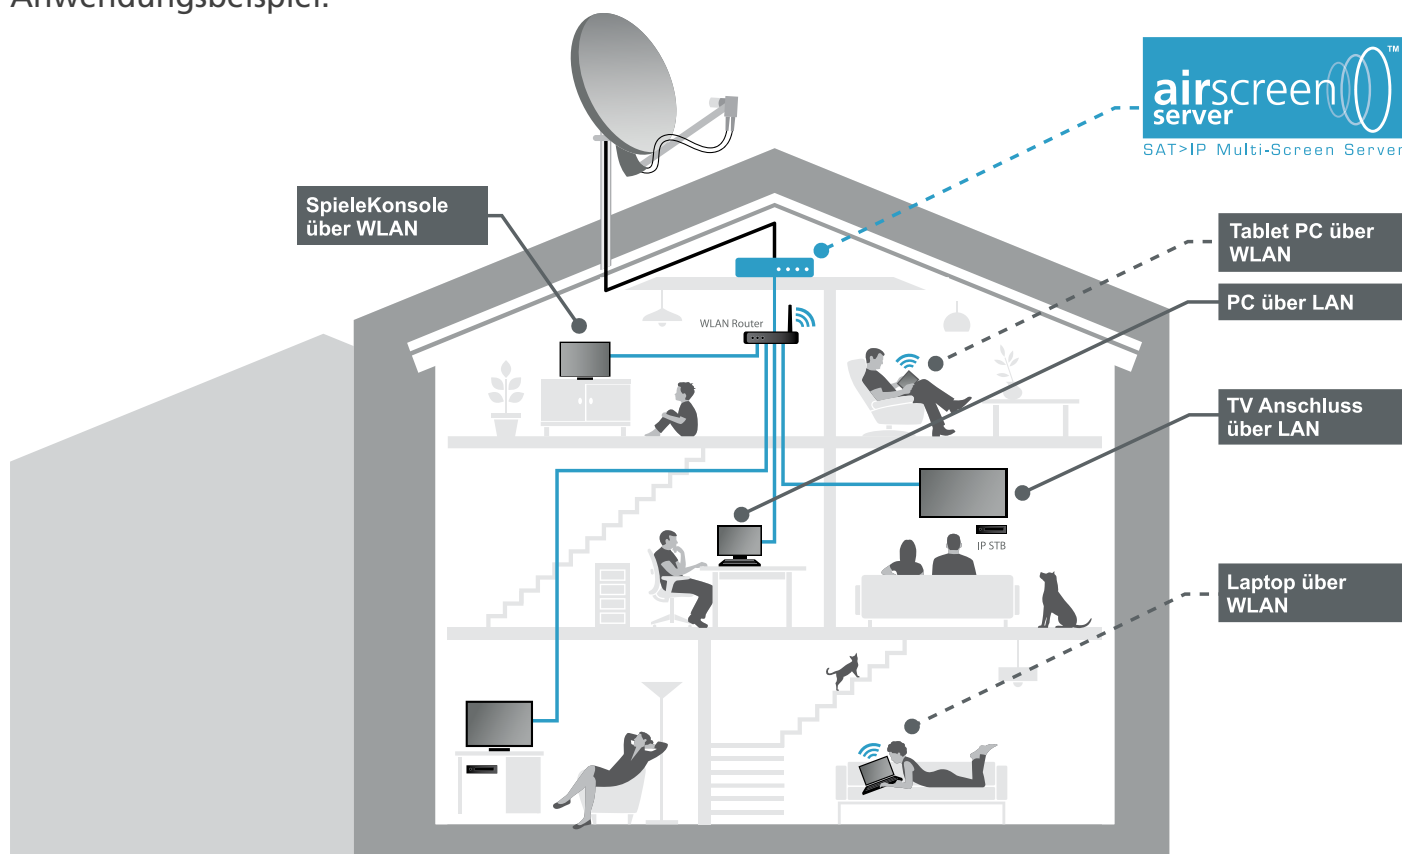 Anwendungsbeispiel:
airscreen™
server
SAT>IP Multi-Screen Server
SpieleKonsole
über WLAN
Tablet PC über
WLAN
PC über LAN
WLAN Router
TV Anschluss
über LAN
IP STB
Laptop über
WLAN